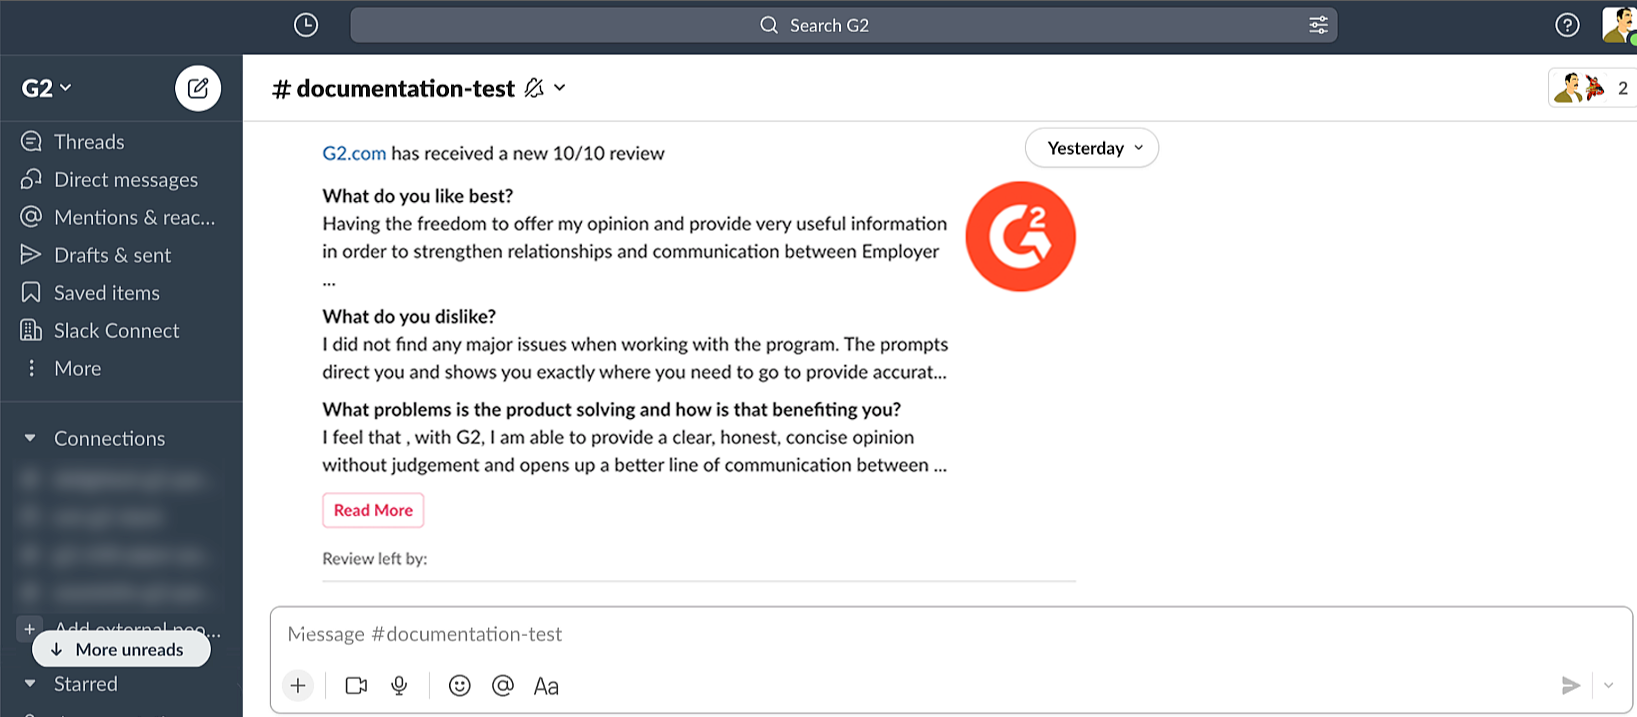 Search G2
G2
# documentation-test
2
Threads
Direct messages
Mentions & reac...
Drafts & sent
Saved items
Slack Connect
More
Connections
Add external peo...
More unreads
Starred
Yesterday
G2.com has received a new 10/10 review
What do you like best?
Having the freedom to offer my opinion and provide very useful information
in order to strengthen relationships and communication between Employer
...
G2
What do you dislike?
I did not find any major issues when working with the program. The prompts
direct you and shows you exactly where you need to go to provide accurat...
What problems is the product solving and how is that benefiting you?
I feel that , with G2, I am able to provide a clear, honest, concise opinion
without judgement and opens up a better line of communication between ...
Read More
Review left by:
Message #documentation-test
Aa